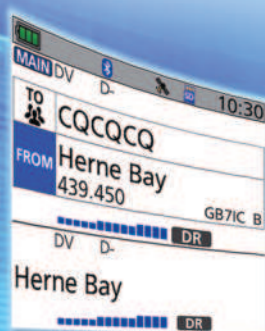 10:30
MAIN DV D-
TO CQCQCQ
FROM Herne Bay
439.450
GB7IC B
DR
DV D-
Herne Bay
DR